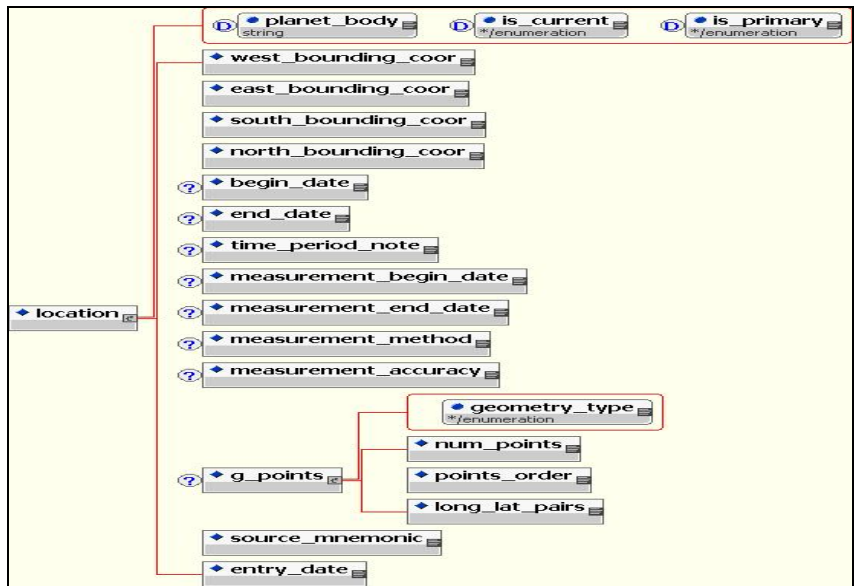 D planet_body D is_current D is_primary
string */enumeration */enumeration
west_bounding_coor
east_bounding_coor
south_bounding_coor
north_bounding_coor
? begin_date
? end_date
? time_period_note
? measurement_begin_date
location
? measurement_end_date
? measurement_method
? measurement_accuracy
geometry_type
*/enumeration
num_points
? g_points
points_order
long_lat_pairs
source_mnemonic
entry_date